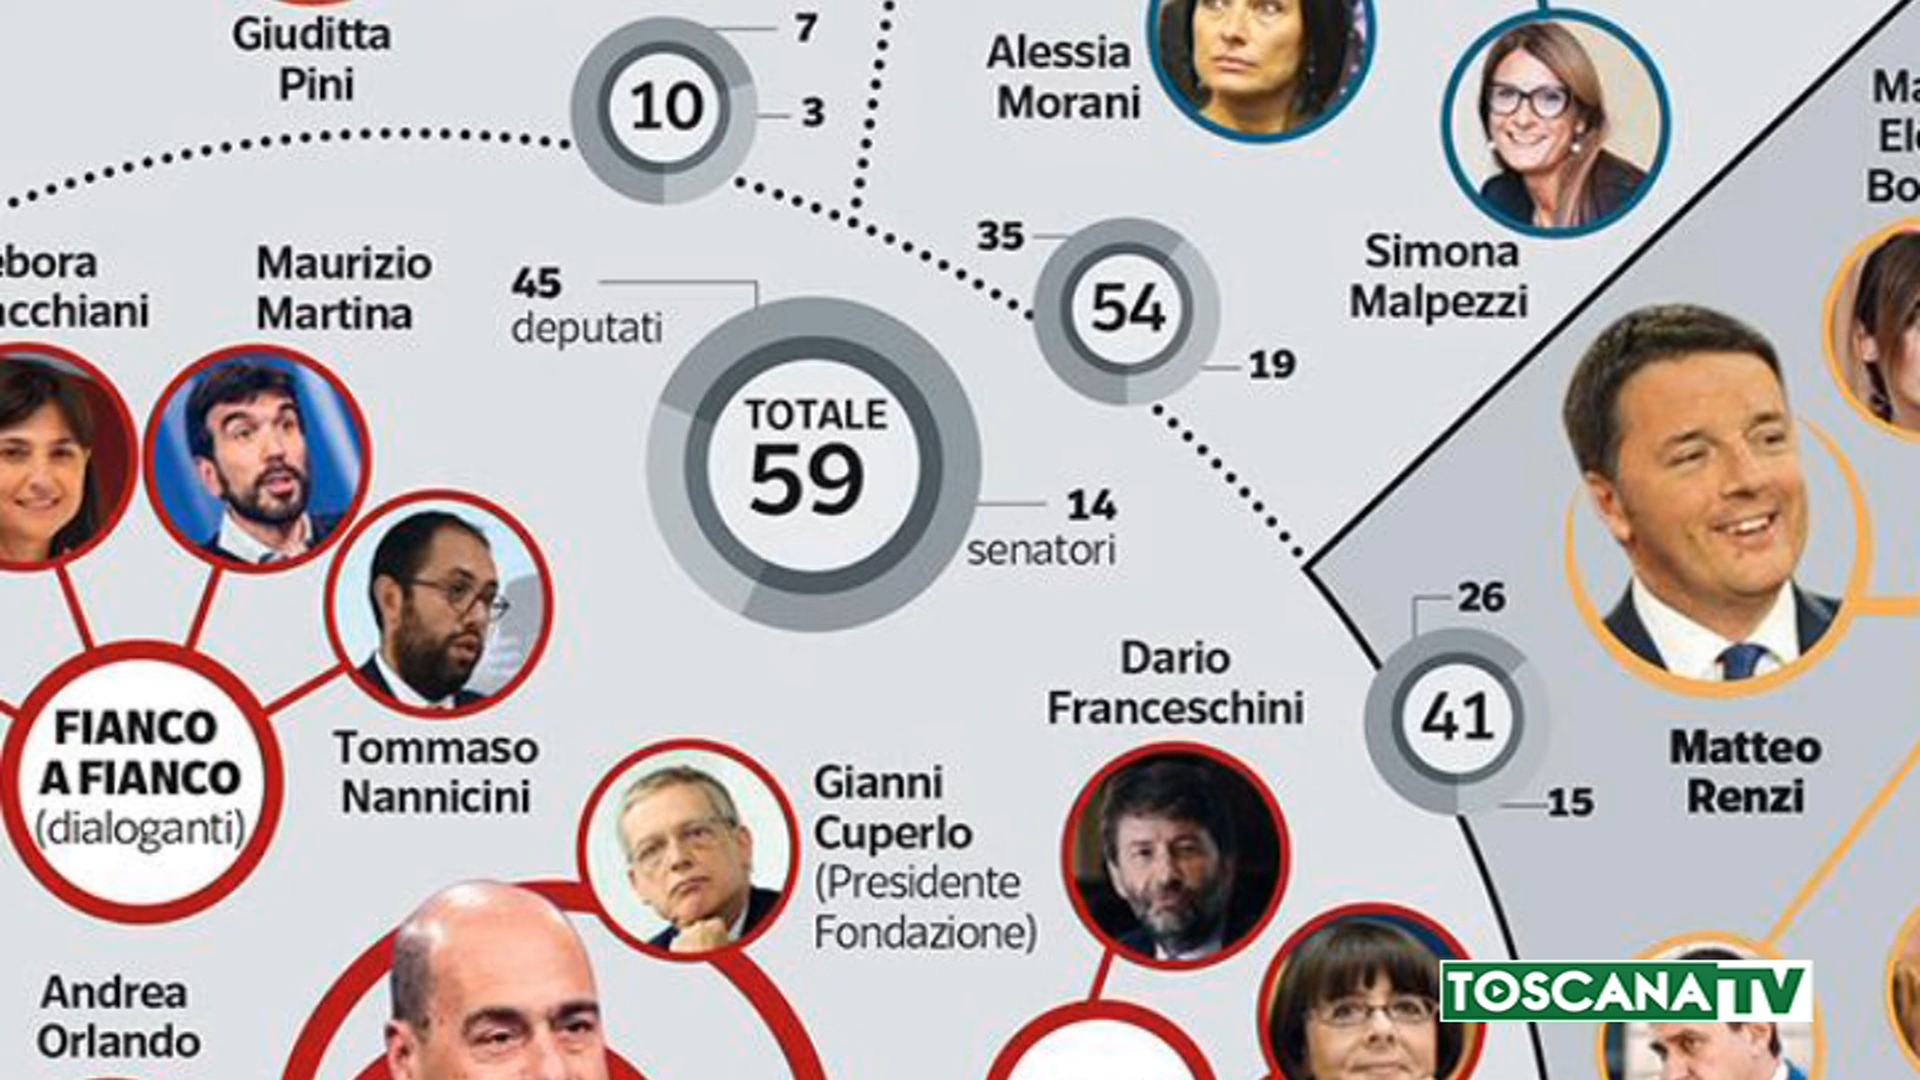 Giuditta
Pini
10
7
3
Alessia
Morani
35
54
19
Simona
Malpezzi
Maurizio
Martina
45
deputati
TOTALE
59
14
senatori
26
41
15
Matteo
Renzi
Dario
Franceschini
FIANCO
A FIANCO
(dialoganti)
Tommaso
Nannicini
Gianni
Cuperlo
(Presidente
Fondazione)
Andrea
Orlando
TOSCANA TV